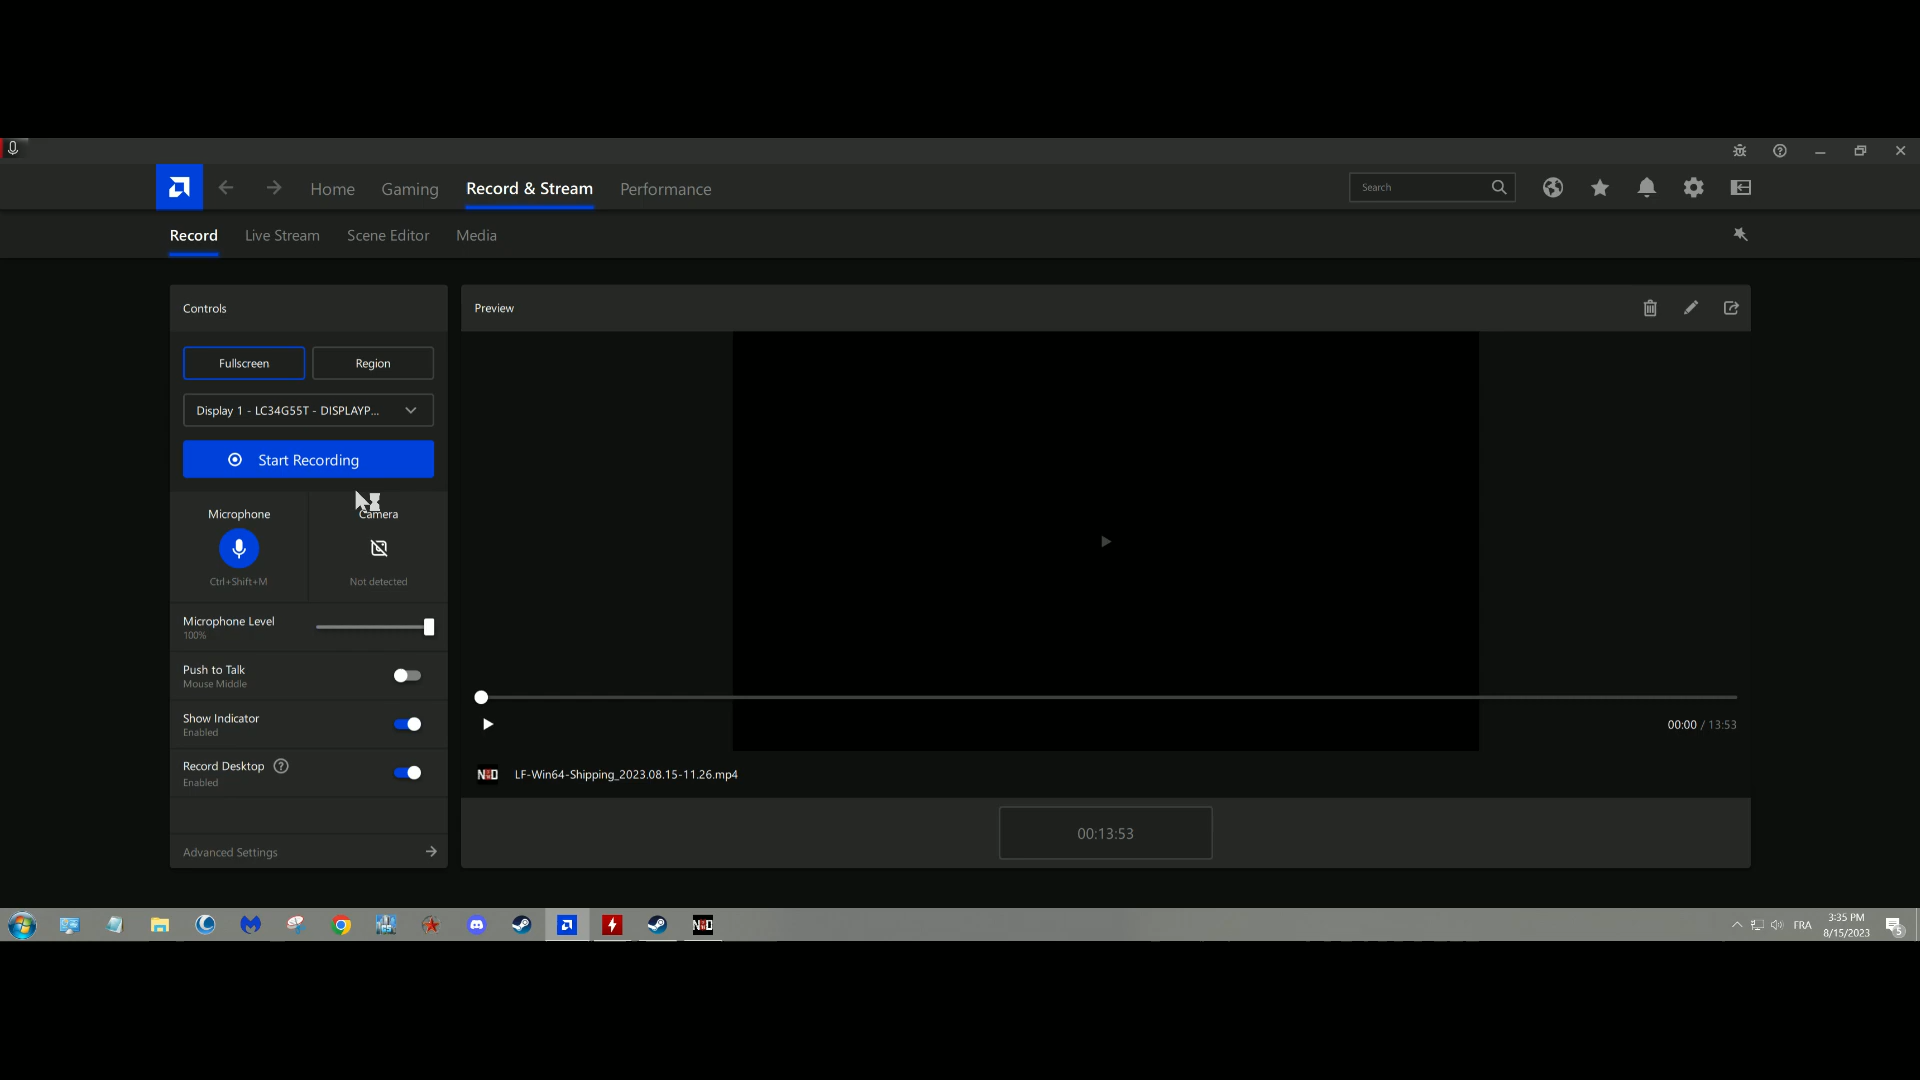 Home
Gaming
Record & Stream
Performance
Search
Record
Live Stream
Scene Editor
Media
Controls
Preview
Fullscreen
Region
Display 1 - LC34G55T - DISPLAYP...
Start Recording
Microphone
Camera
Ctrl+Shift+M
Not detected
Microphone Level
100%
Push to Talk
Mouse Middle
Show Indicator
Enabled
Record Desktop
Enabled
Advanced Settings
00:00 / 13:53
LF-Win64-Shipping_2023.08.15-11.26.mp4
00:13:53
FRA
3:35 PM
8/15/2023
5